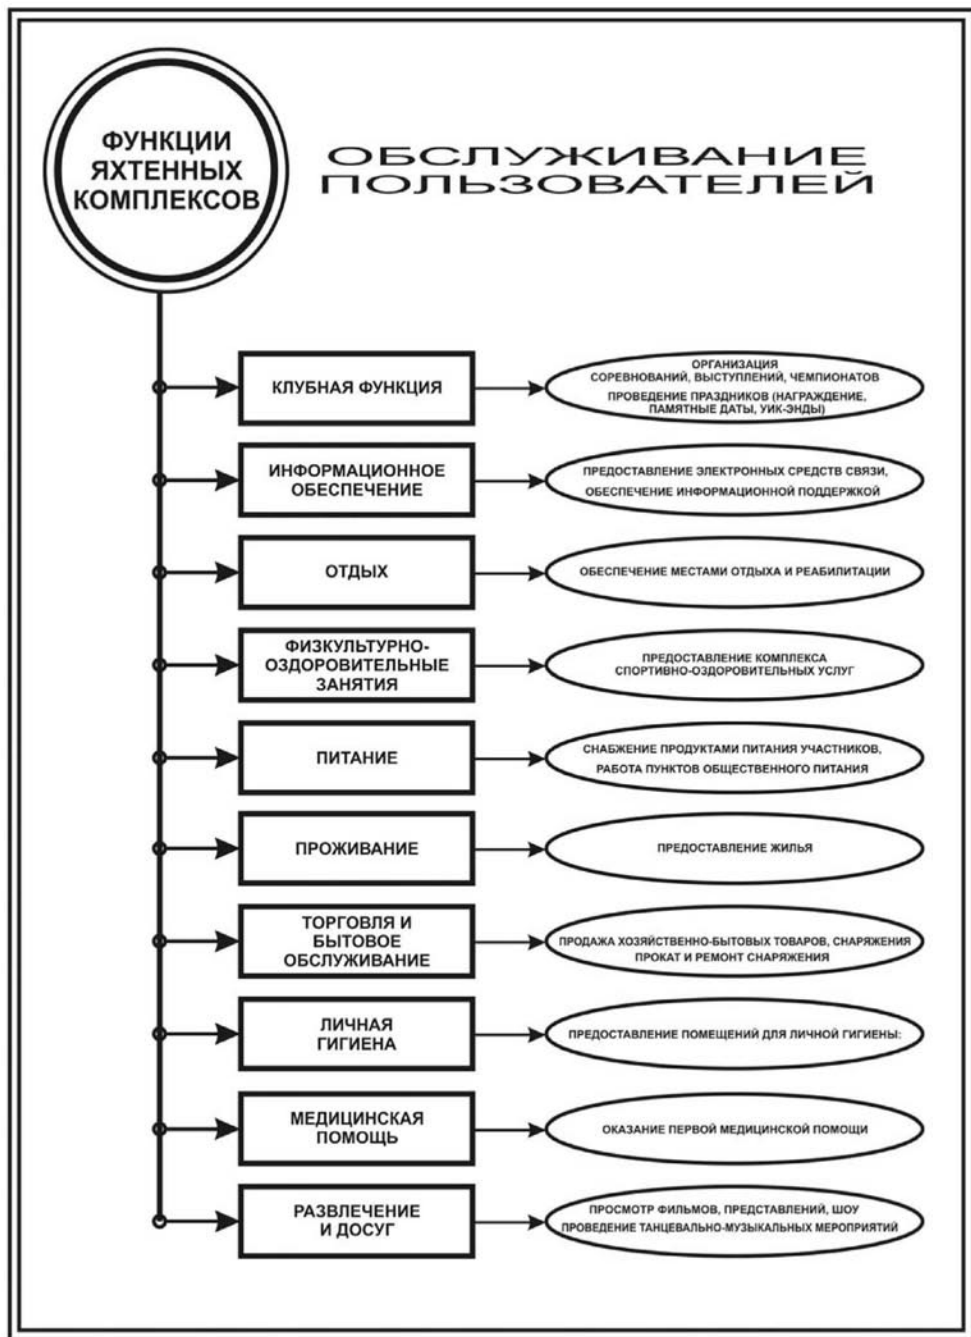 ФУНКЦИИ
ЯХТЕННЫХ
КОМПЛЕКСОВ
ОБСЛУЖИВАНИЕ
ПОЛЬЗОВАТЕЛЕЙ
КЛУБНАЯ ФУНКЦИЯ
ОРГАНИЗАЦИЯ
СОРЕВНОВАНИЙ, ВЫСТУПЛЕНИЙ, ЧЕМПИОНАТОВ
ПРОВЕДЕНИЕ ПРАЗДНИКОВ (НАГРАЖДЕНИЕ,
ПАМЯТНЫЕ ДАТЫ, УИК-ЭНДЫ)
ИНФОРМАЦИОННОЕ
ОБЕСПЕЧЕНИЕ
ПРЕДОСТАВЛЕНИЕ ЭЛЕКТРОННЫХ СРЕДСТВ СВЯЗИ,
ОБЕСПЕЧЕНИЕ ИНФОРМАЦИОННОЙ ПОДДЕРЖКОЙ
ОТДЫХ
ОБЕСПЕЧЕНИЕ МЕСТАМИ ОТДЫХА И РЕАБИЛИТАЦИИ
ФИЗКУЛЬТУРНО-
ОЗДОРОВИТЕЛЬНЫЕ
ЗАНЯТИЯ
ПРЕДОСТАВЛЕНИЕ КОМПЛЕКСА
СПОРТИВНО-ОЗДОРОВИТЕЛЬНЫХ УСЛУГ
ПИТАНИЕ
СНАБЖЕНИЕ ПРОДУКТАМИ ПИТАНИЯ УЧАСТНИКОВ,
РАБОТА ПУНКТОВ ОБЩЕСТВЕННОГО ПИТАНИЯ
ПРОЖИВАНИЕ
ПРЕДОСТАВЛЕНИЕ ЖИЛЬЯ
ТОРГОВЛЯ И
БЫТОВОЕ
ОБСЛУЖИВАНИЕ
ПРОДАЖА ХОЗЯЙСТВЕННО-БЫТОВЫХ ТОВАРОВ, СНАРЯЖЕНИЯ
ПРОКАТ И РЕМОНТ СНАРЯЖЕНИЯ
ЛИЧНАЯ
ГИГИЕНА
ПРЕДОСТАВЛЕНИЕ ПОМЕЩЕНИЙ ДЛЯ ЛИЧНОЙ ГИГИЕНЫ:
МЕДИЦИНСКАЯ
ПОМОЩЬ
ОКАЗАНИЕ ПЕРВОЙ МЕДИЦИНСКОЙ ПОМОЩИ
РАЗВЛЕЧЕНИЕ
И ДОСУГ
ПРОСМОТР ФИЛЬМОВ, ПРЕДСТАВЛЕНИЙ, ШОУ
ПРОВЕДЕНИЕ ТАНЦЕВАЛЬНО-МУЗЫКАЛЬНЫХ МЕРОПРИЯТИЙ